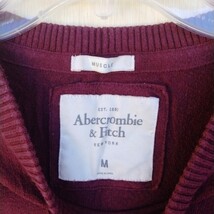 MUSCLE
EST. 1892
Abercrombie
& Fitch
NEW YORK
M